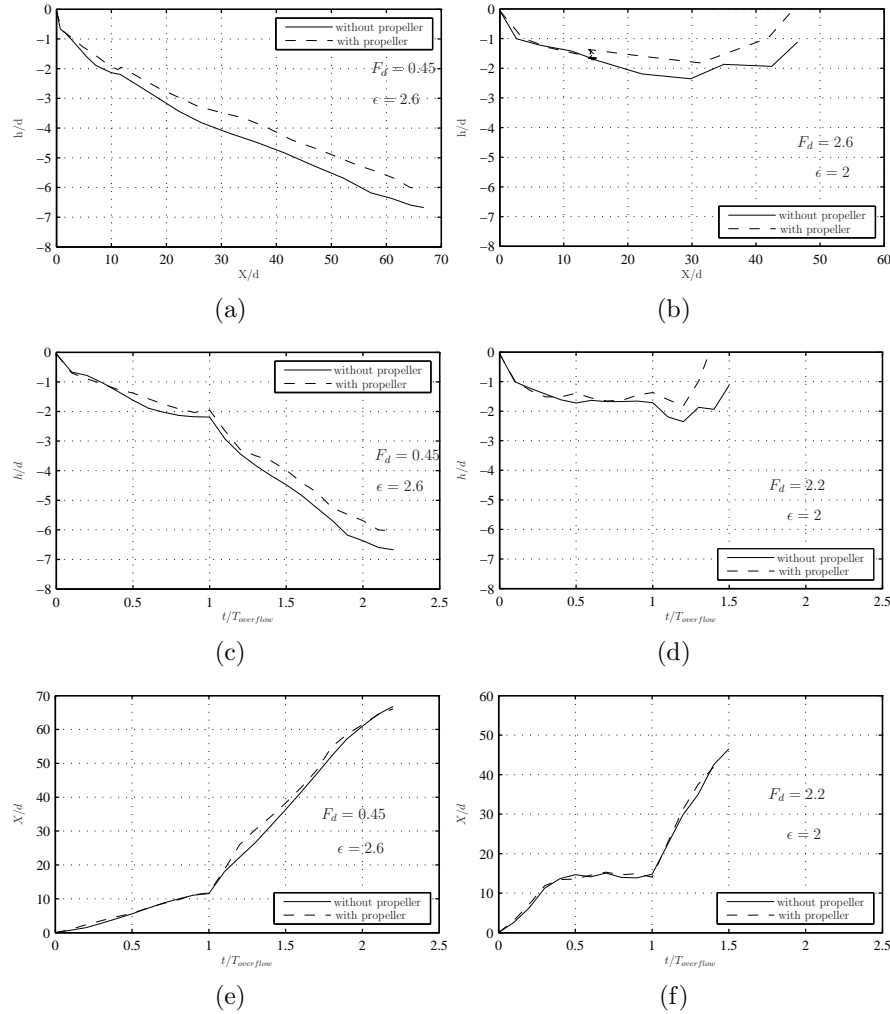 0
−1
−2
−3
−4
−5
−6
−7
−8
h/d
0 10 20 30 40 50 60 70
X/d
without propeller
with propeller
F_d = 0.45
ϵ = 2.6
(a)
0
−1
−2
−3
−4
−5
−6
−7
−8
h/d
0 10 20 30 40 50 60
X/d
F_d = 2.6
ϵ = 2
without propeller
with propeller
(b)
0
−1
−2
−3
−4
−5
−6
−7
−8
h/d
0 0.5 1 1.5 2 2.5
t/T_overflow
without propeller
with propeller
F_d = 0.45
ϵ = 2.6
(c)
0
−1
−2
−3
−4
−5
−6
−7
−8
h/d
0 0.5 1 1.5 2 2.5
t/T_overflow
F_d = 2.2
ϵ = 2
without propeller
with propeller
(d)
70
60
50
40
30
20
10
0
X/d
0 0.5 1 1.5 2 2.5
t/T_overflow
F_d = 0.45
ϵ = 2.6
without propeller
with propeller
(e)
60
50
40
30
20
10
0
X/d
0 0.5 1 1.5 2 2.5
t/T_overflow
F_d = 2.2
ϵ = 2
without propeller
with propeller
(f)